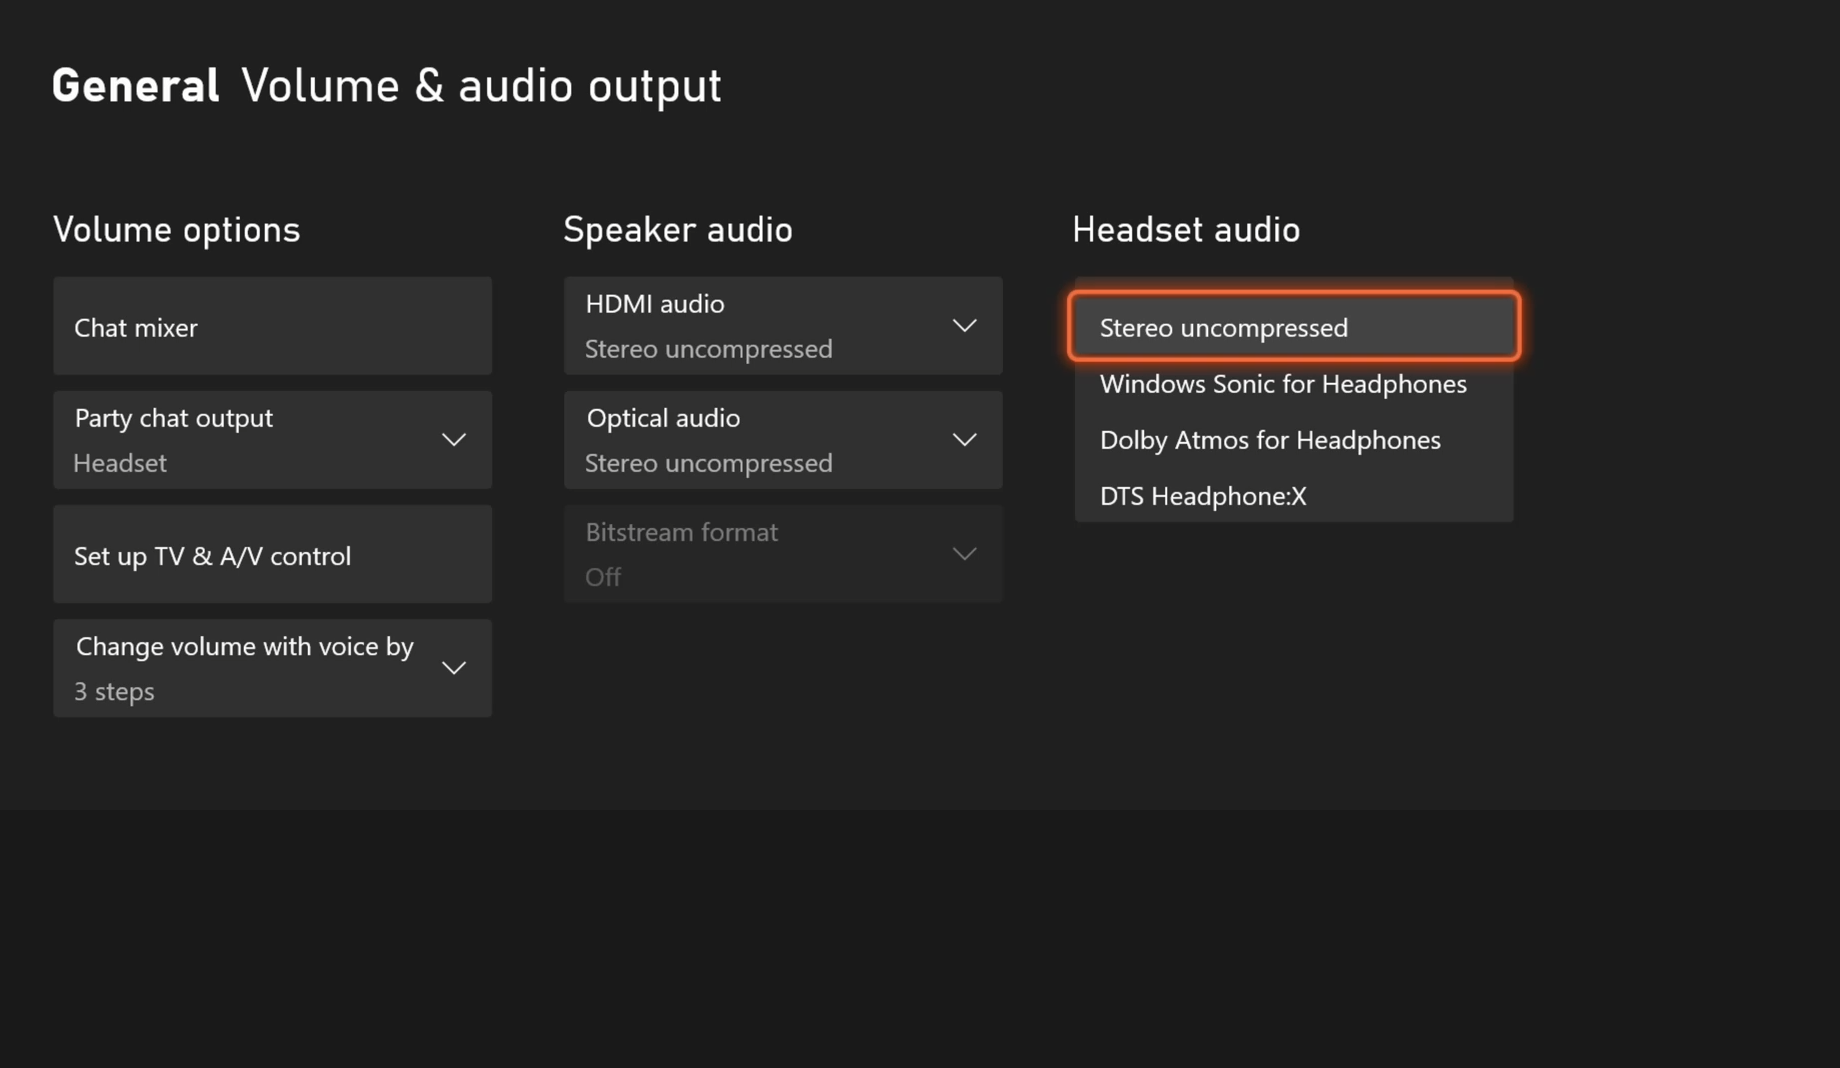 General Volume & audio output
Volume options
Chat mixer
Party chat output
Headset
Set up TV & A/V control
Change volume with voice by
3 steps
Speaker audio
HDMI audio
Stereo uncompressed
Optical audio
Stereo uncompressed
Bitstream format
Off
Headset audio
Stereo uncompressed
Windows Sonic for Headphones
Dolby Atmos for Headphones
DTS Headphone:X